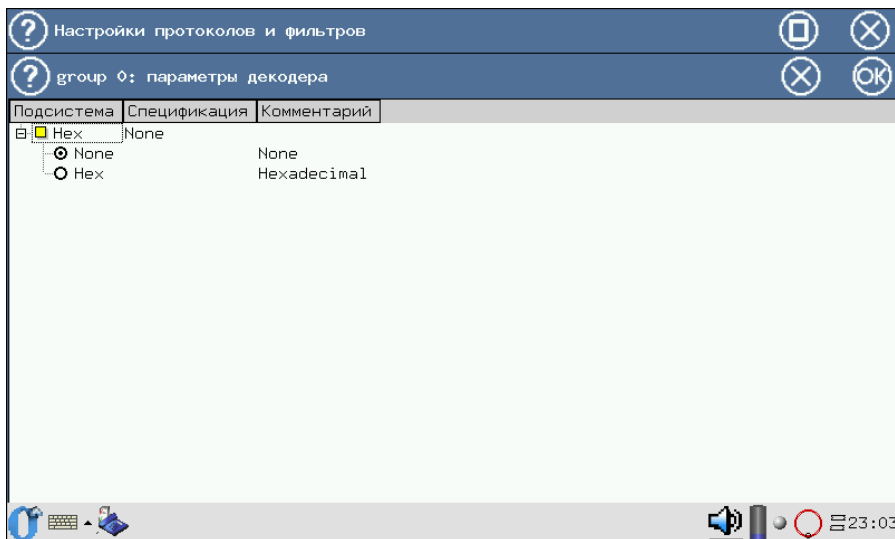 Настройки протоколов и фильтров
group 0: параметры декодера
OK
Подсистема Спецификация Комментарий
Hex None
None None
Hex Hexadecimal
23:03